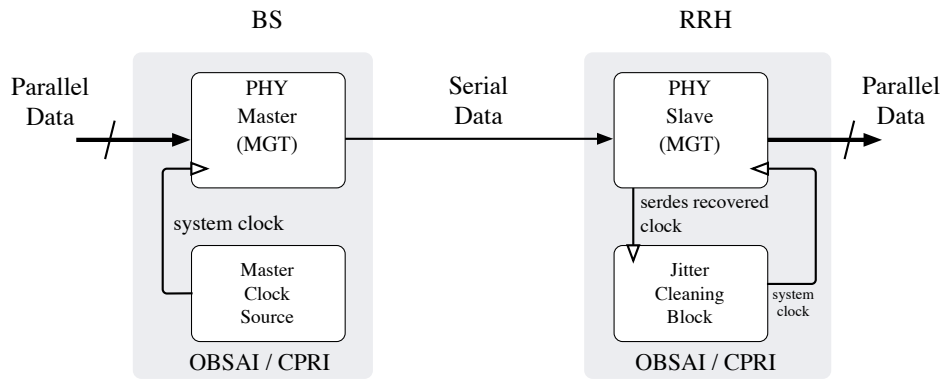 BS
RRH
Parallel
Data
PHY
Master
(MGT)
Serial
Data
PHY
Slave
(MGT)
Parallel
Data
system clock
serdes recovered
clock
Master
Clock
Source
Jitter
Cleaning
Block
system
clock
OBSAI / CPRI
OBSAI / CPRI